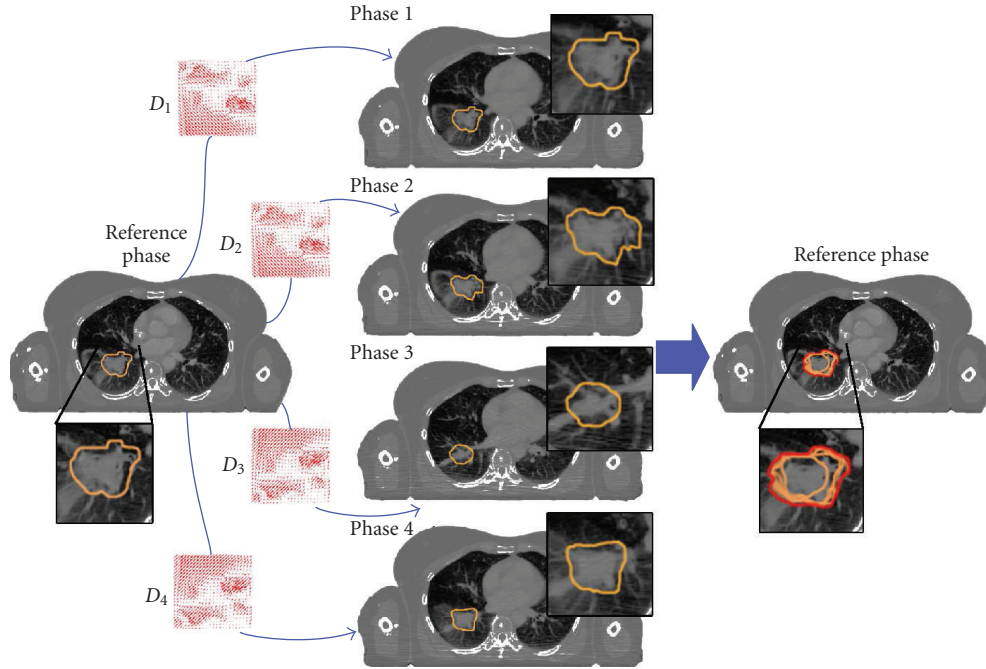 Phase 1
D1
Phase 2
D2
Reference
phase
Reference phase
Phase 3
D3
Phase 4
D4